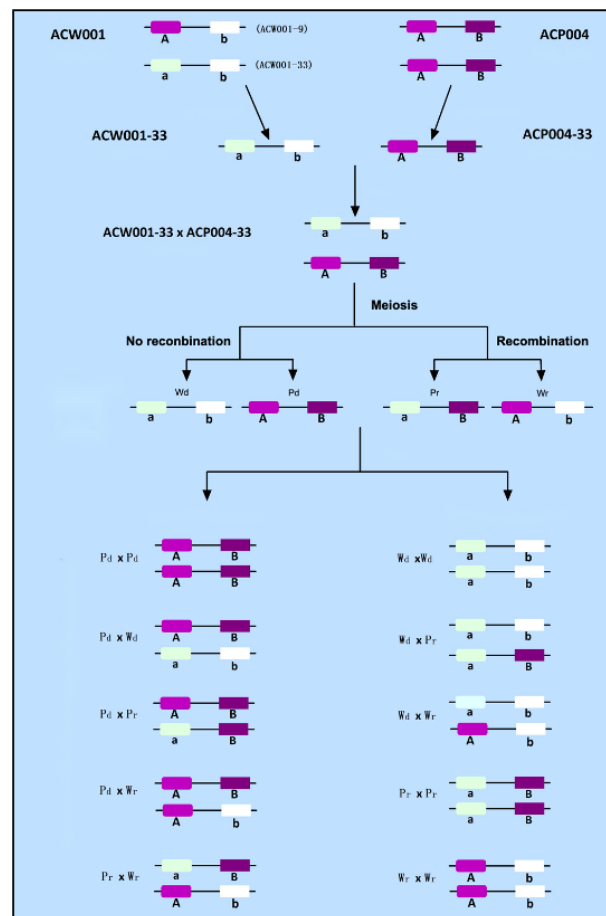 ACW001 A b (ACW001-9) A B ACP004
a b (ACW001-33) A B
ACW001-33 a b A B ACP004-33
ACW001-33 x ACP004-33 a b
A B
Meiosis
No reconbination Recombination
Wd Pd Pr Wr
a b A B a B A b
Pd x Pd A B
A B
Wd xWd a b
a b
Pd x Wd A B
a b
Wd x Pr a b
a B
Pd x Pr A B
a B
Wd x Wr a b
A b
Pd x Wr A B
A b
Pr x Pr a B
a B
Pr x Wr a B
A b
Wr x Wr A b
A b